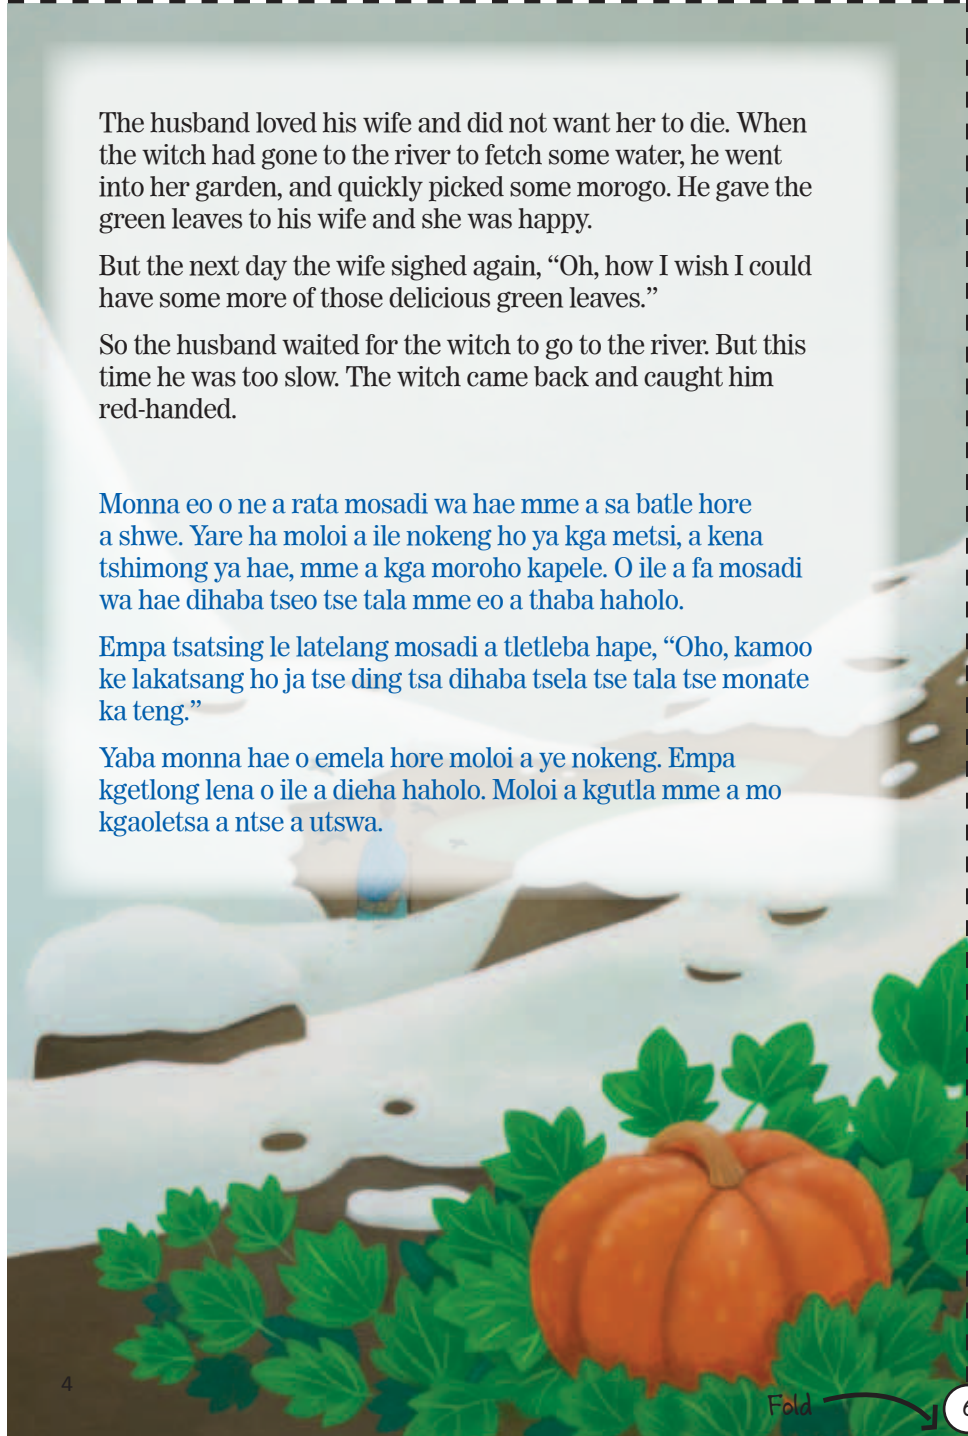 The husband loved his wife and did not want her to die. When
the witch had gone to the river to fetch some water, he went
into her garden, and quickly picked some morogo. He gave the
green leaves to his wife and she was happy.
But the next day the wife sighed again, “Oh, how I wish I could
have some more of those delicious green leaves.”
So the husband waited for the witch to go to the river. But this
time he was too slow. The witch came back and caught him
red-handed.
Monna eo o ne a rata mosadi wa hae mme a sa batle hore
a shwe. Yare ha moloi a ile nokeng ho ya kga metsi, a kena
tshimong ya hae, mme a kga moroho kapele. O ile a fa mosadi
wa hae dihaba tseo tse tala mme eo a thaba haholo.
Empa tsatsing le latelang mosadi a tletleba hape, “Oho, kamoo
ke lakatsang ho ja tse ding tsa dihaba tsela tse tala tse monate
ka teng.”
Yaba monna hae o emela hore moloi a ye nokeng. Empa
kgetlong lena o ile a dieha haholo. Moloi a kgutla mme a mo
kgaoletsa a ntse a utswa.
4
Fold